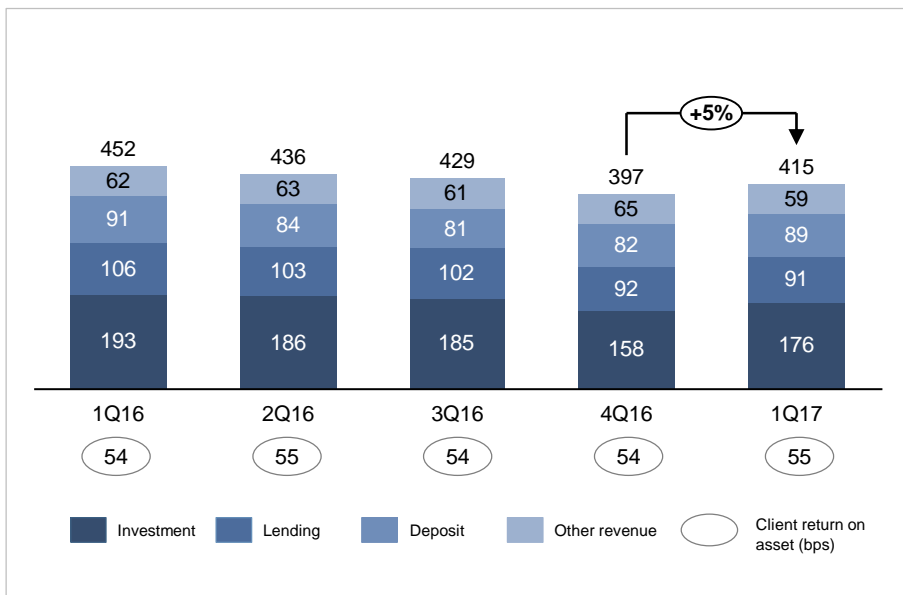 +5%
452
436
429
397
415
62
63
61
65
59
91
84
81
82
89
106
103
102
92
91
193
186
185
158
176
1Q16
2Q16
3Q16
4Q16
1Q17
54
55
54
54
55
Investment
Lending
Deposit
Other revenue
Client return on
asset (bps)